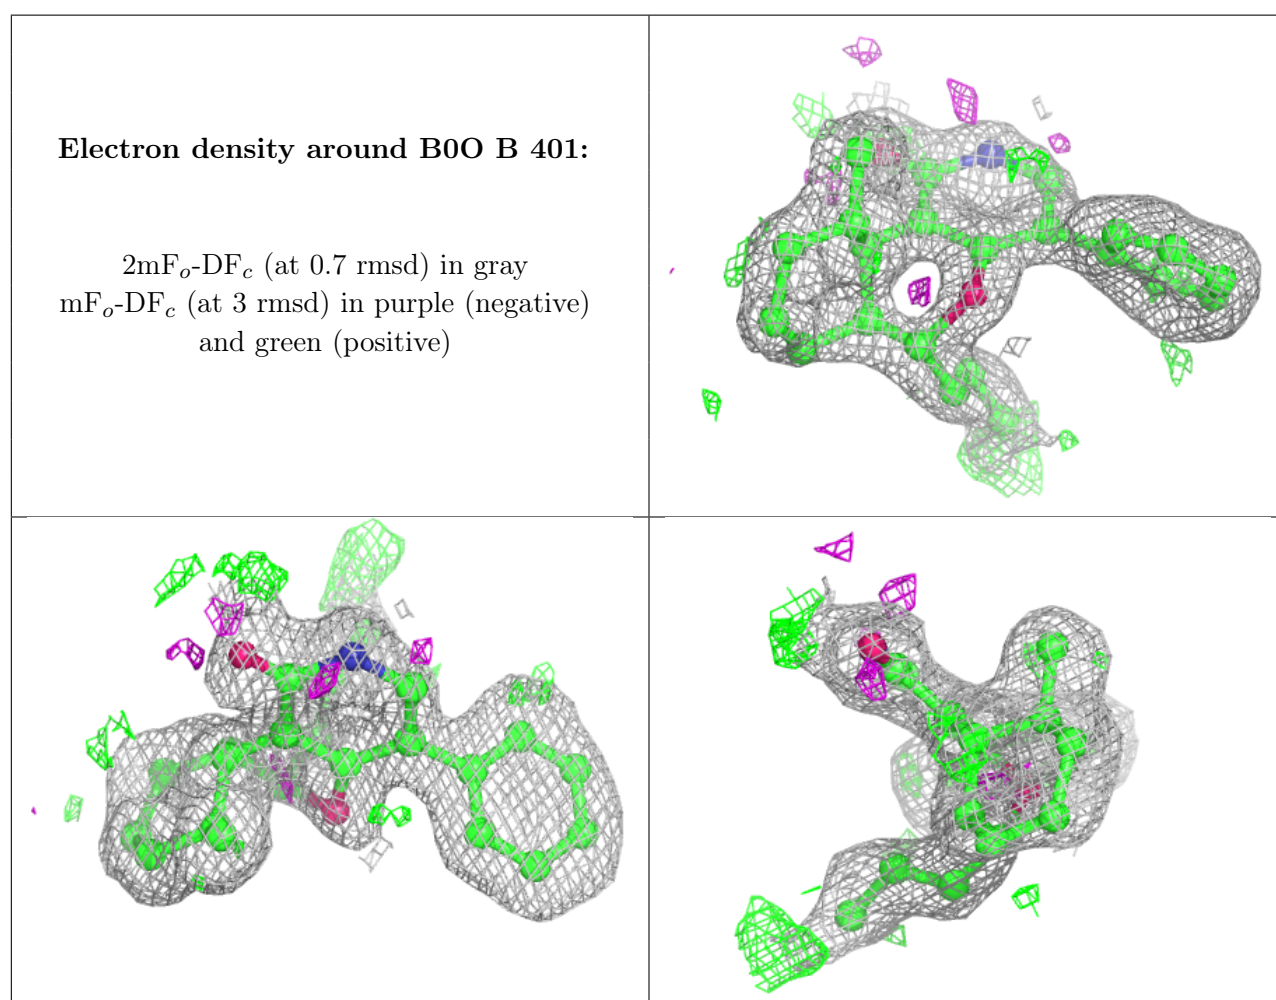 Electron density around B0O B 401:
2mFo-DFc (at 0.7 rmsd) in gray
mFo-DFc (at 3 rmsd) in purple (negative)
and green (positive)